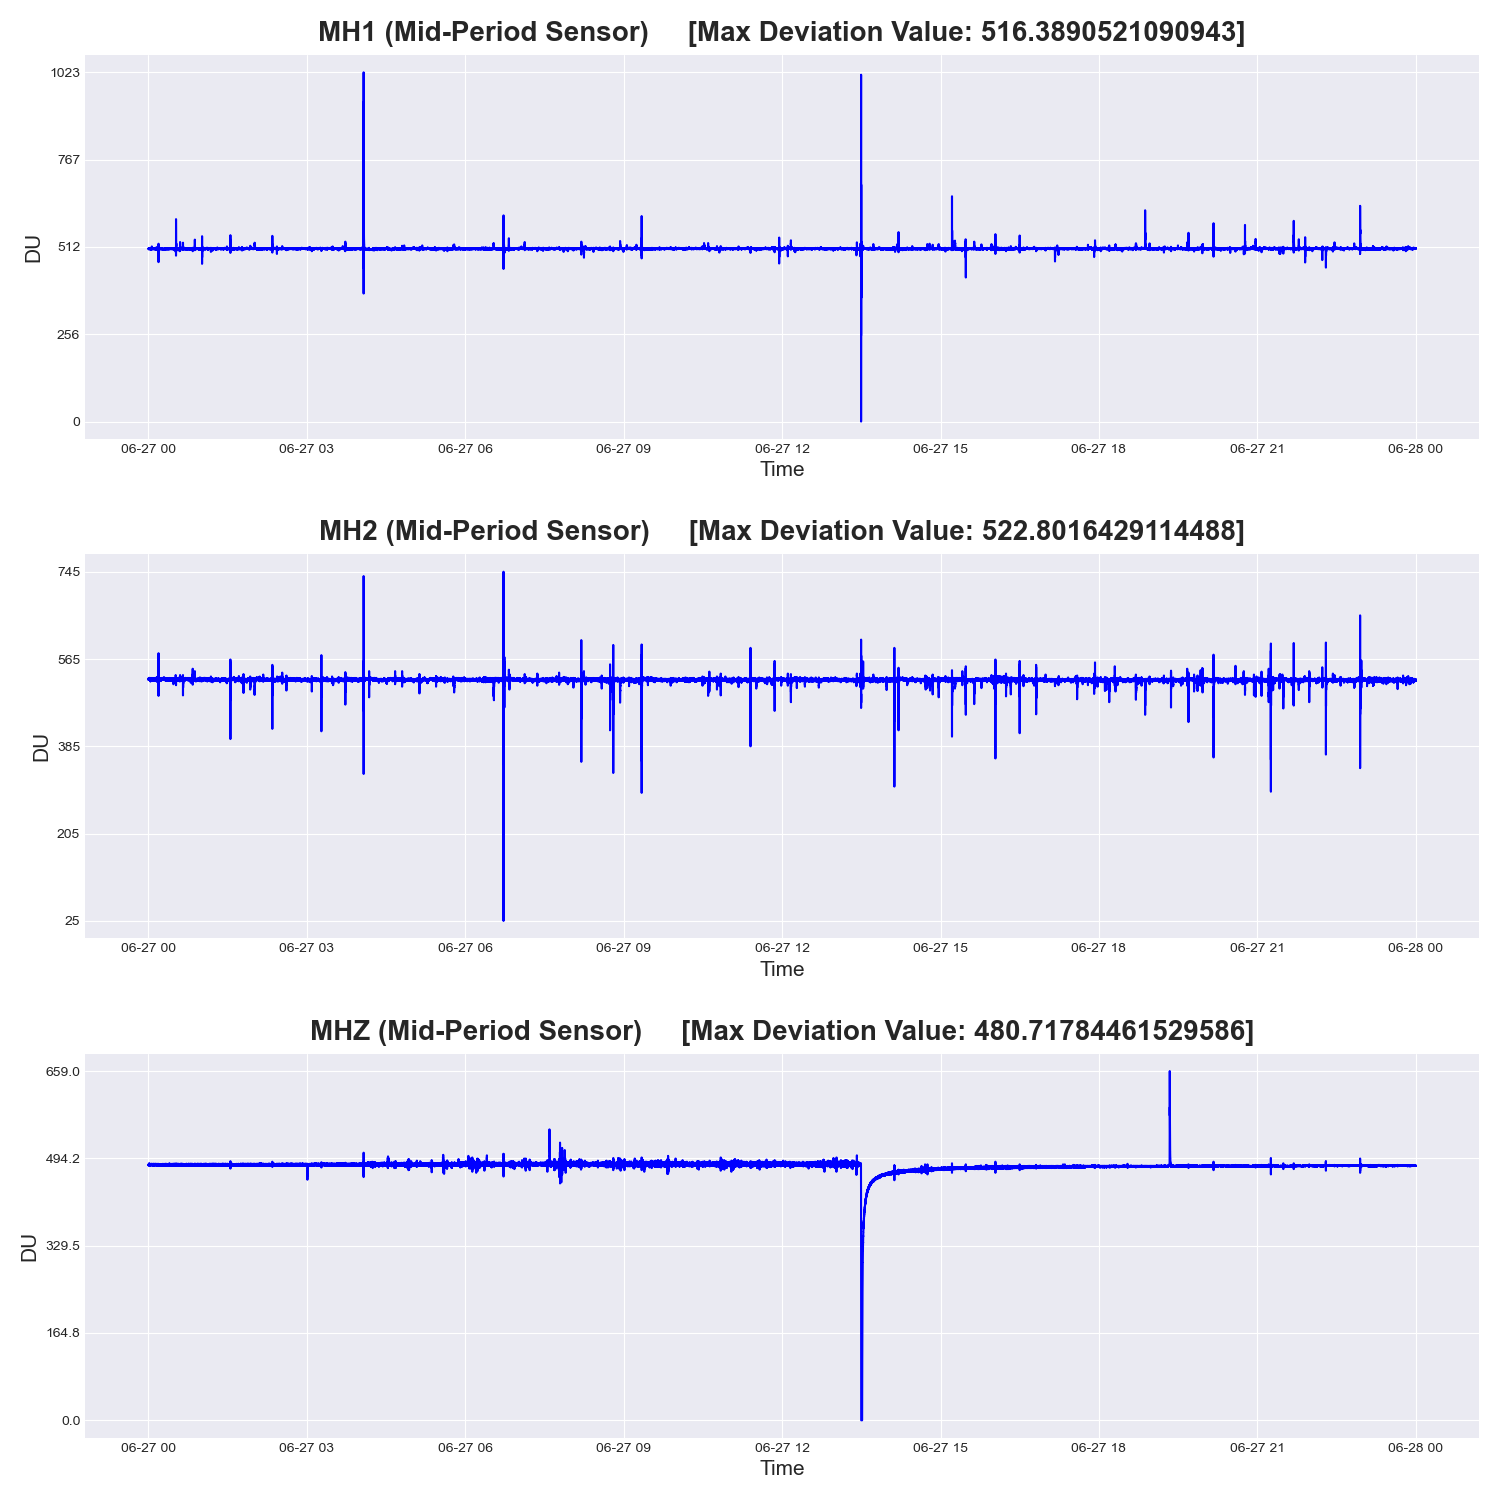 MH1 (Mid-Period Sensor) [Max Deviation Value: 516.3890521090943]
1023
767
512
256
0
DU
06-27 00 06-27 03 06-27 06 06-27 09 06-27 12 06-27 15 06-27 18 06-27 21 06-28 00
Time
MH2 (Mid-Period Sensor) [Max Deviation Value: 522.8016429114488]
745
565
385
205
25
DU
06-27 00 06-27 03 06-27 06 06-27 09 06-27 12 06-27 15 06-27 18 06-27 21 06-28 00
Time
MHZ (Mid-Period Sensor) [Max Deviation Value: 480.71784461529586]
659.0
494.2
329.5
164.8
0.0
DU
06-27 00 06-27 03 06-27 06 06-27 09 06-27 12 06-27 15 06-27 18 06-27 21 06-28 00
Time